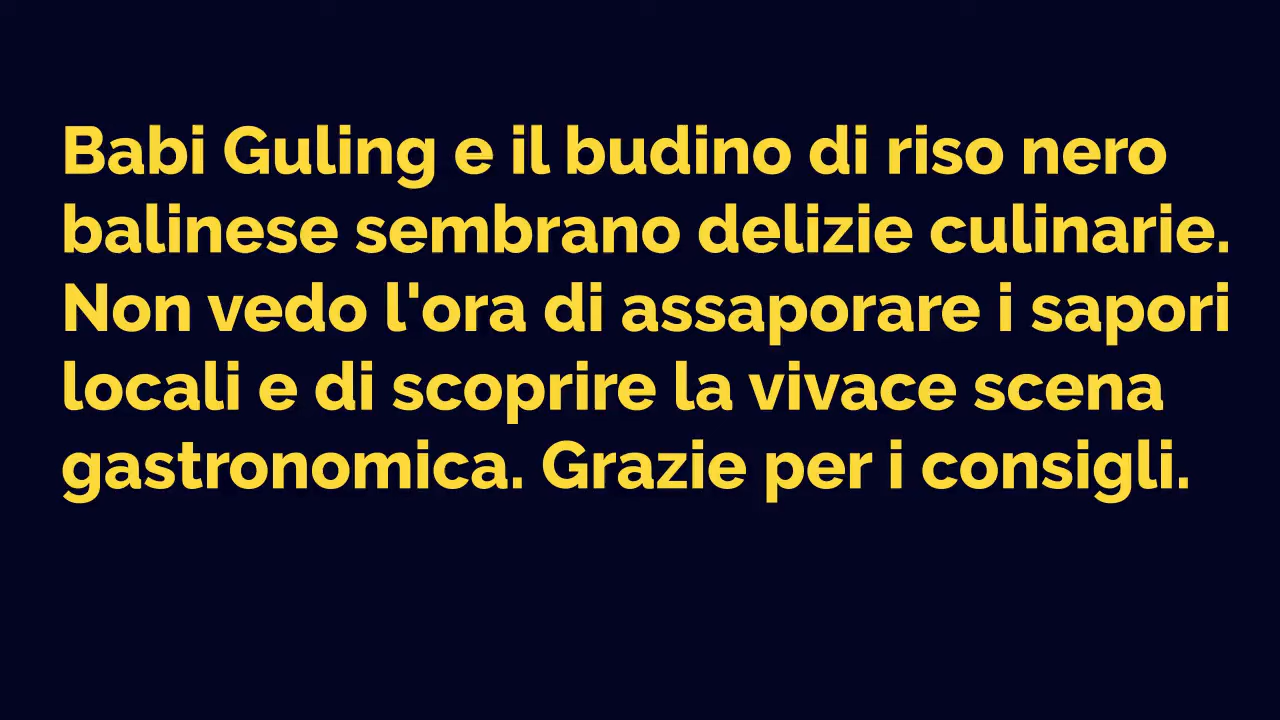 Babi Guling e il budino di riso nero
balinese sembrano delizie culinarie.
Non vedo l'ora di assaporare i sapori
locali e di scoprire la vivace scena
gastronomica. Grazie per i consigli.